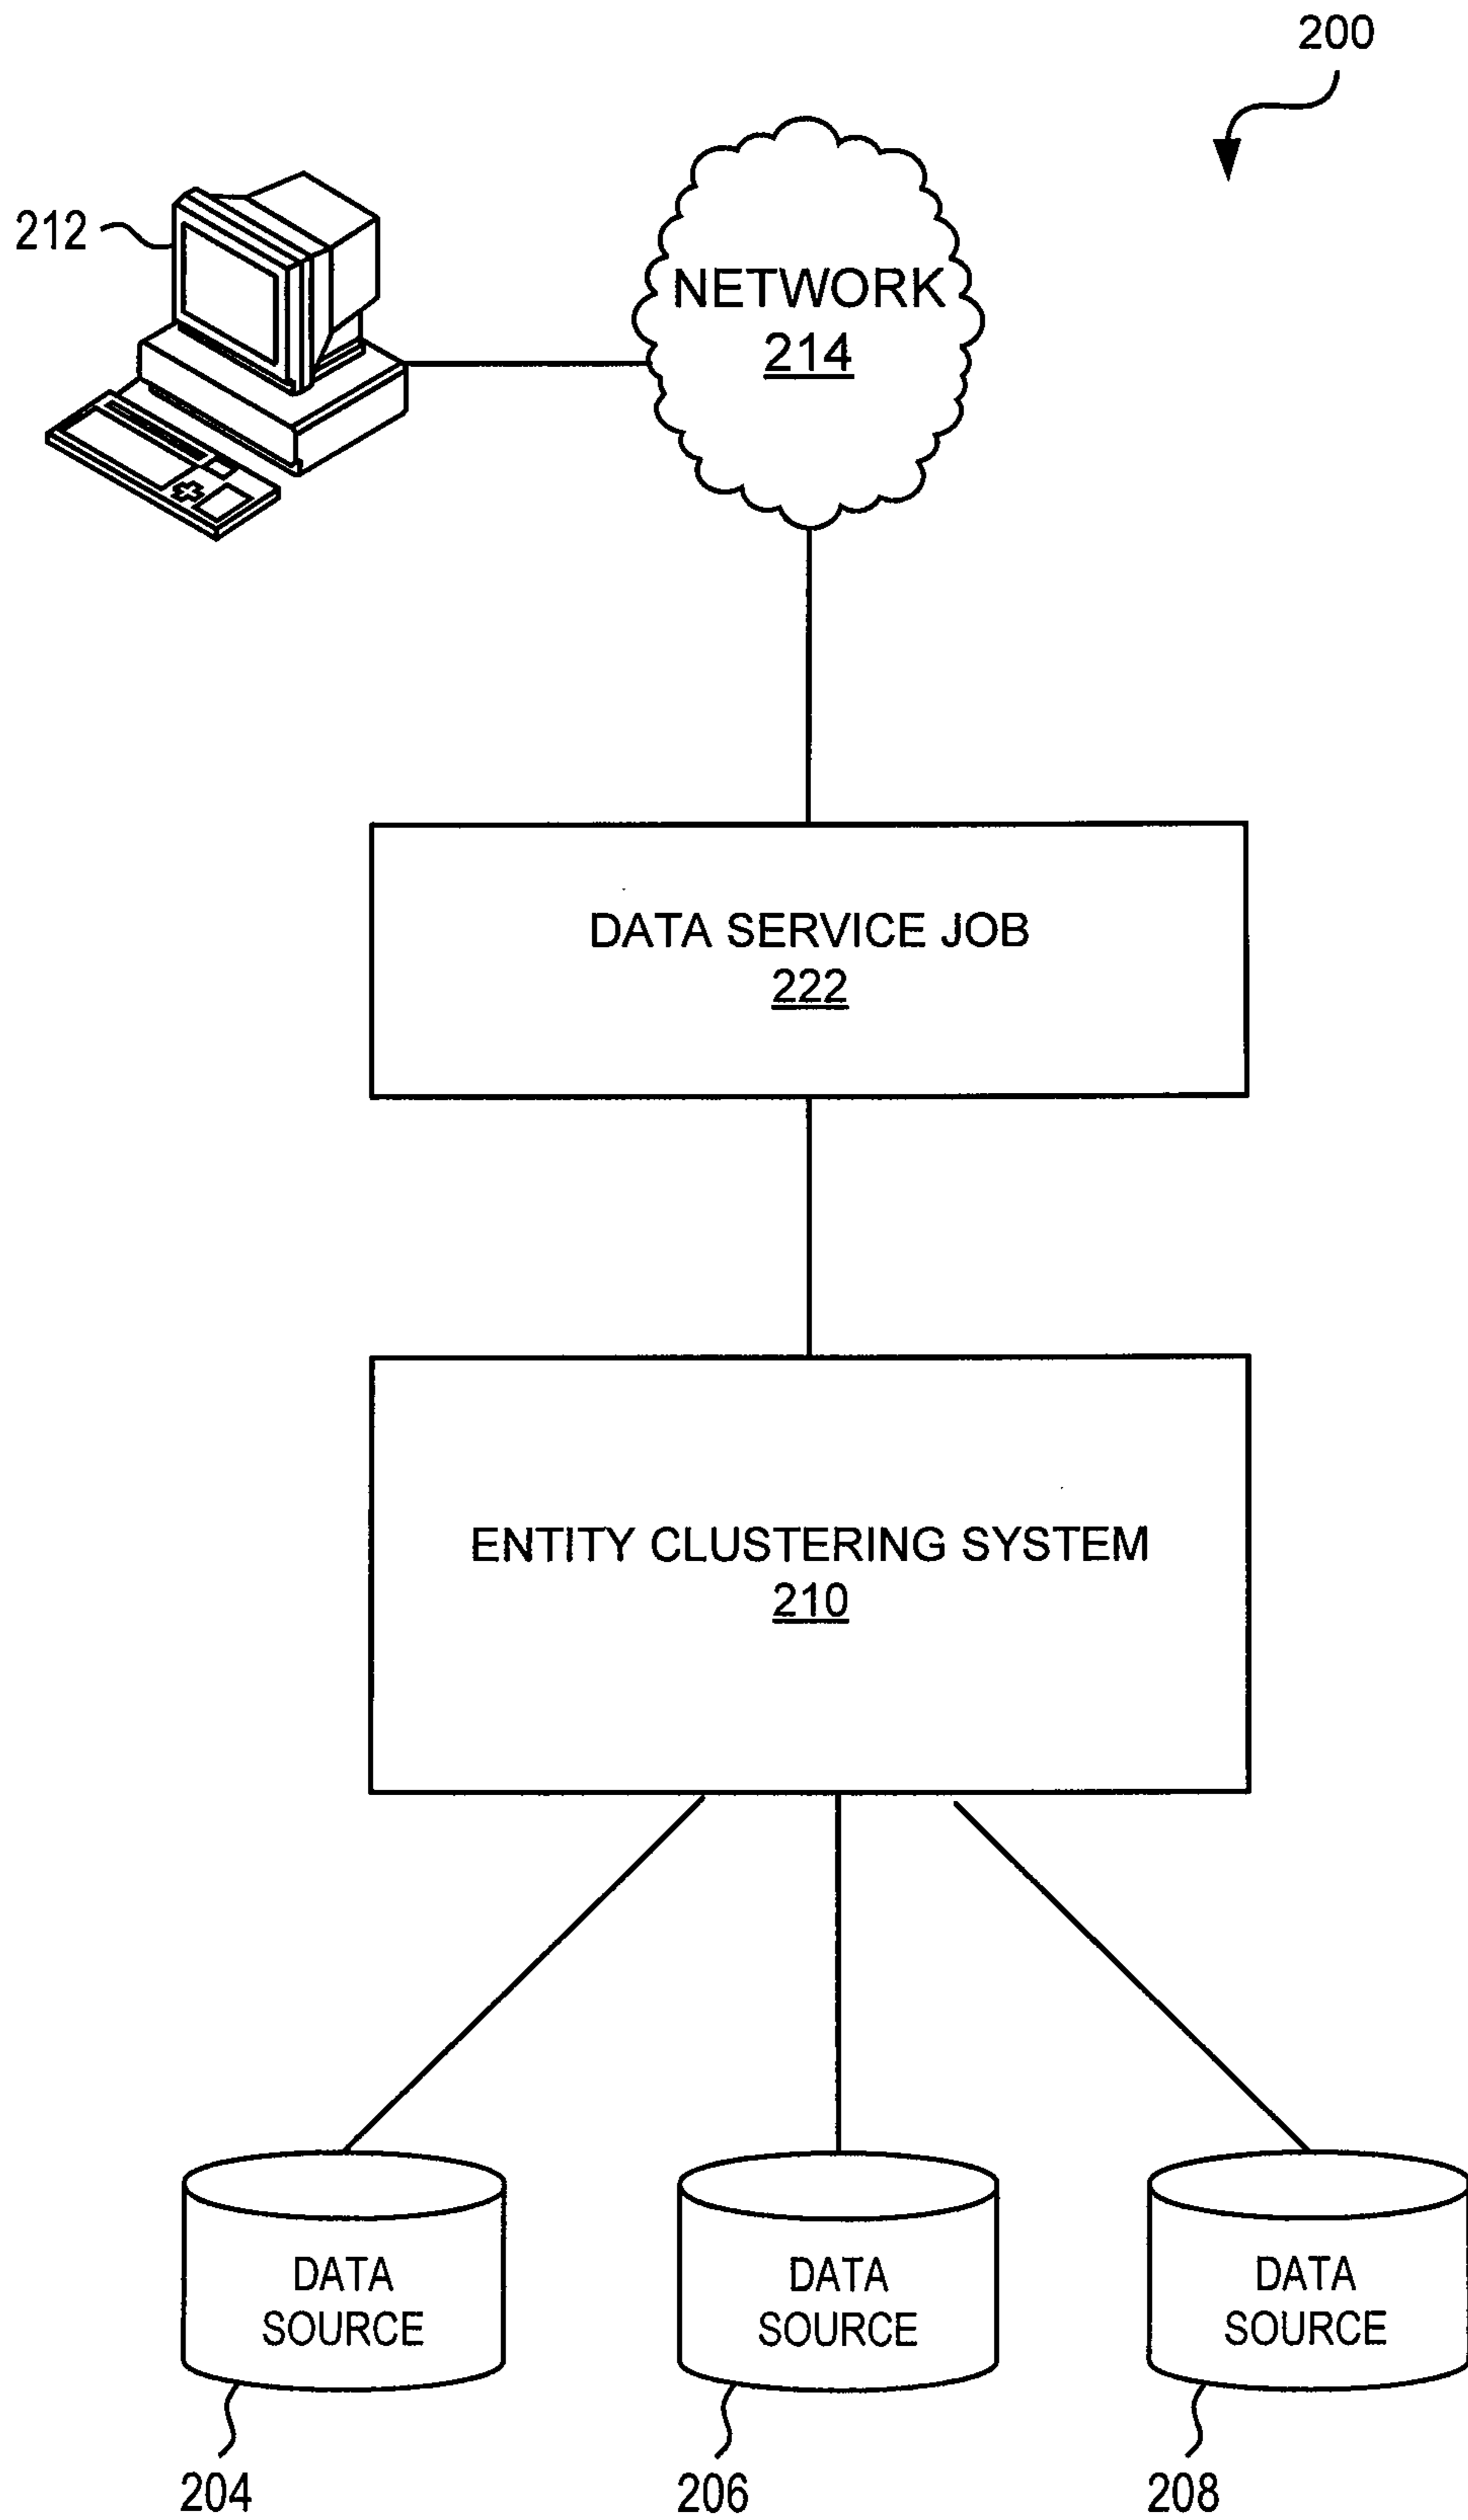 200
212
NETWORK
214
DATA SERVICE JOB
222
ENTITY CLUSTERING SYSTEM
210
DATA
SOURCE
DATA
SOURCE
DATA
SOURCE
204
206
208